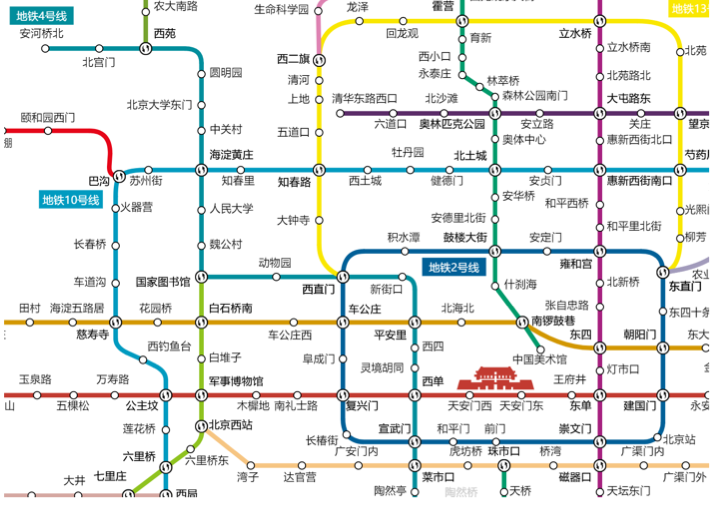 农大南路
生命科学园
龙泽
霍营
地铁13
地铁4号线
安河桥北
西苑
回龙观
育新
立水桥
西二旗
西小口
立水桥南
北苑
北宫门
永泰庄
圆明园
清河
林萃桥
北苑路北
上地
清华东路西口
北沙滩
森林公园南门
大屯路东
北京大学东门
颐和园西门
六道口
奥林匹克公园
安立路
关庄
望京
中关村
五道口
奥体中心
惠新西街北口
棚
海淀黄庄
牡丹园
北土城
芍药居
巴沟
苏州街
知春里
知春路
西土城
健德门
安贞门
惠新西街南口
地铁10号线
火器营
人民大学
安华桥
和平西桥
光熙
大钟寺
安德里北街
和平里北街
长春桥
魏公村
积水潭
鼓楼大街
安定门
柳芳
动物园
地铁2号线
雍和宫
农业
车道沟
国家图书馆
西直门
新街口
什刹海
北新桥
东直门
田村
海淀五路居
花园桥
白石桥南
车公庄
北海北
张自忠路
东四十条
慈寿寺
车公庄西
平安里
南锣鼓巷
东四
朝阳门
东大
西钓鱼台
白堆子
阜成门
西四
中国美术馆
灵境胡同
灯市口
玉泉路
万寿路
军事博物馆
西单
王府井
山
五棵松
公主坟
木樨地
南礼士路
复兴门
天安门西
天安门东
东单
建国门
永安
莲花桥
北京西站
长椿街
宣武门
和平门
前门
崇文门
北京站
六里桥
六里桥东
广安门内
虎坊桥
珠市口
桥湾
广渠门内
七里庄
大井
湾子
达官营
菜市口
磁器口
广渠门外
西局
陶然亭
陶然桥
天桥
天坛东门